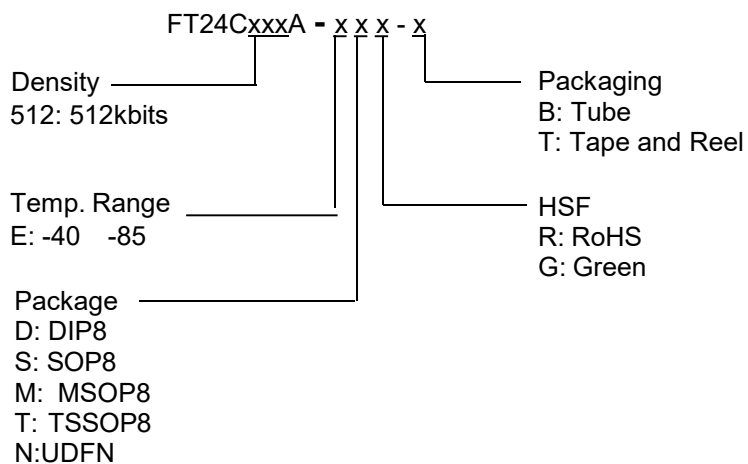 FT24CxxxA - x x x - x
Density
512: 512kbits
Packaging
B: Tube
T: Tape and Reel
Temp. Range
E: -40 -85
HSF
R: RoHS
G: Green
Package
D: DIP8
S: SOP8
M: MSOP8
T: TSSOP8
N:UDFN